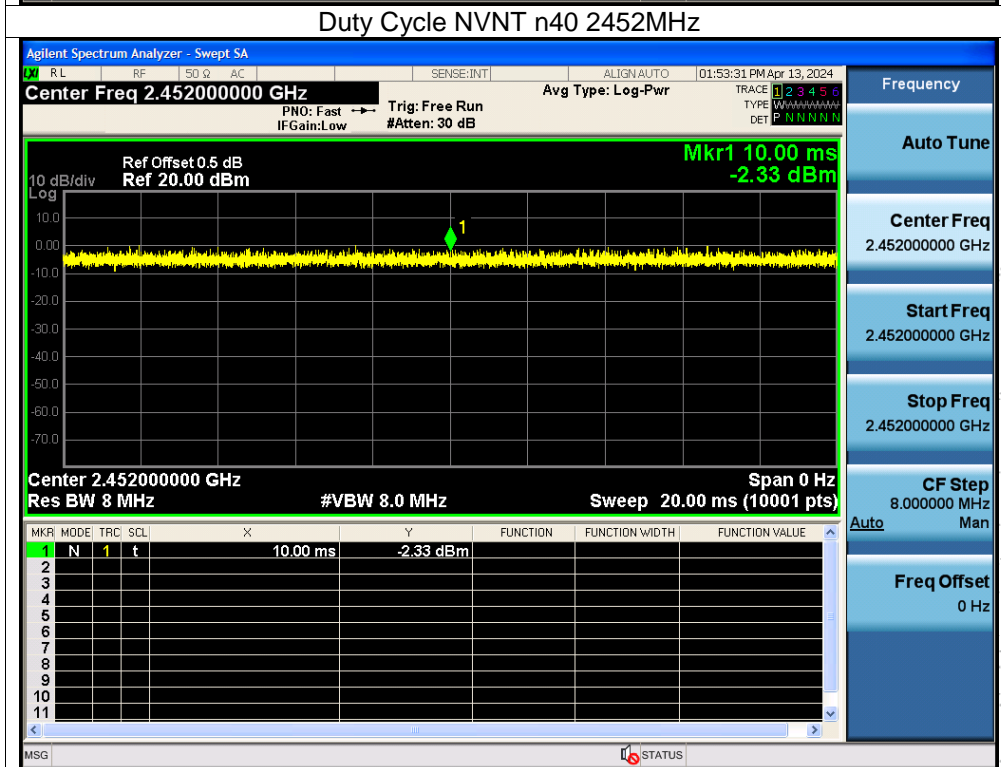 Duty Cycle NVNT n40 2452MHz
Agilent Spectrum Analyzer - Swept SA
LXI RL RF 50 Ω AC SENSE:INT ALIGN AUTO 01:53:31 PM Apr 13, 2024
Center Freq 2.452000000 GHz
PNO: Fast
IFGain:Low
Trig: Free Run
#Atten: 30 dB
Avg Type: Log-Pwr
TRACE 1 2 3 4 5 6
TYPE WWWWWW
DET P N N N N N
Mkr1 10.00 ms
-2.33 dBm
Ref Offset 0.5 dB
10 dB/div Ref 20.00 dBm
Log
1
10.0
0.00
-10.0
-20.0
-30.0
-40.0
-50.0
-60.0
-70.0
Center 2.452000000 GHz Span 0 Hz
Res BW 8 MHz #VBW 8.0 MHz Sweep 20.00 ms (10001 pts)
MKR MODE TRC SCL X Y FUNCTION FUNCTION WIDTH FUNCTION VALUE
1 N 1 t 10.00 ms -2.33 dBm
2
3
4
5
6
7
8
9
10
11
MSG STATUS
Frequency
Auto Tune
Center Freq
2.452000000 GHz
Start Freq
2.452000000 GHz
Stop Freq
2.452000000 GHz
CF Step
8.000000 MHz
Auto Man
Freq Offset
0 Hz